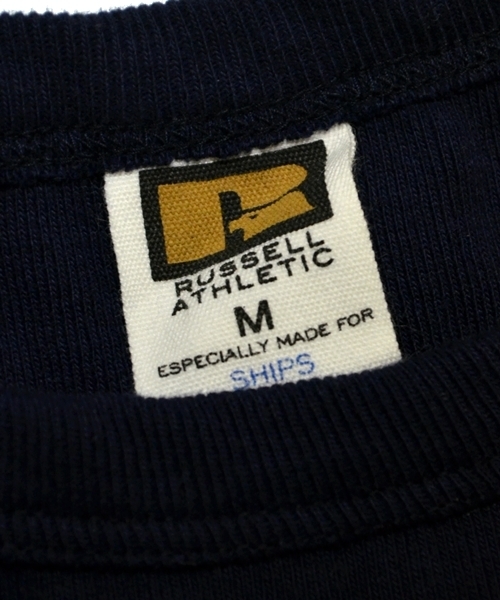 RUSSELL
ATHLETIC
M
ESPECIALLY MADE FOR
SHIPS